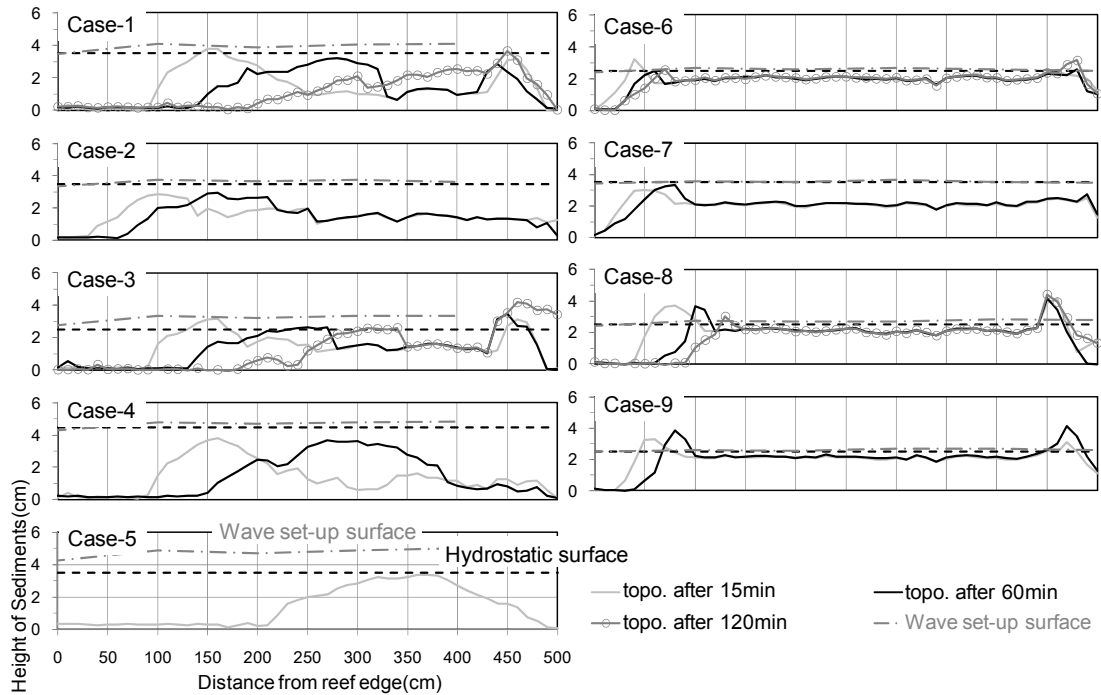 Case-1
6
4
2
0
Case-2
6
4
2
0
Case-3
6
4
2
0
Case-4
6
4
2
0
Case-5
Wave set-up surface
Hydrostatic surface
6
4
2
0
0 50 100 150 200 250 300 350 400 450 500
Distance from reef edge(cm)
Height of Sediments(cm)
Case-6
6
4
2
0
Case-7
6
4
2
0
Case-8
6
4
2
0
Case-9
6
4
2
0
topo. after 15min
topo. after 60min
topo. after 120min
Wave set-up surface